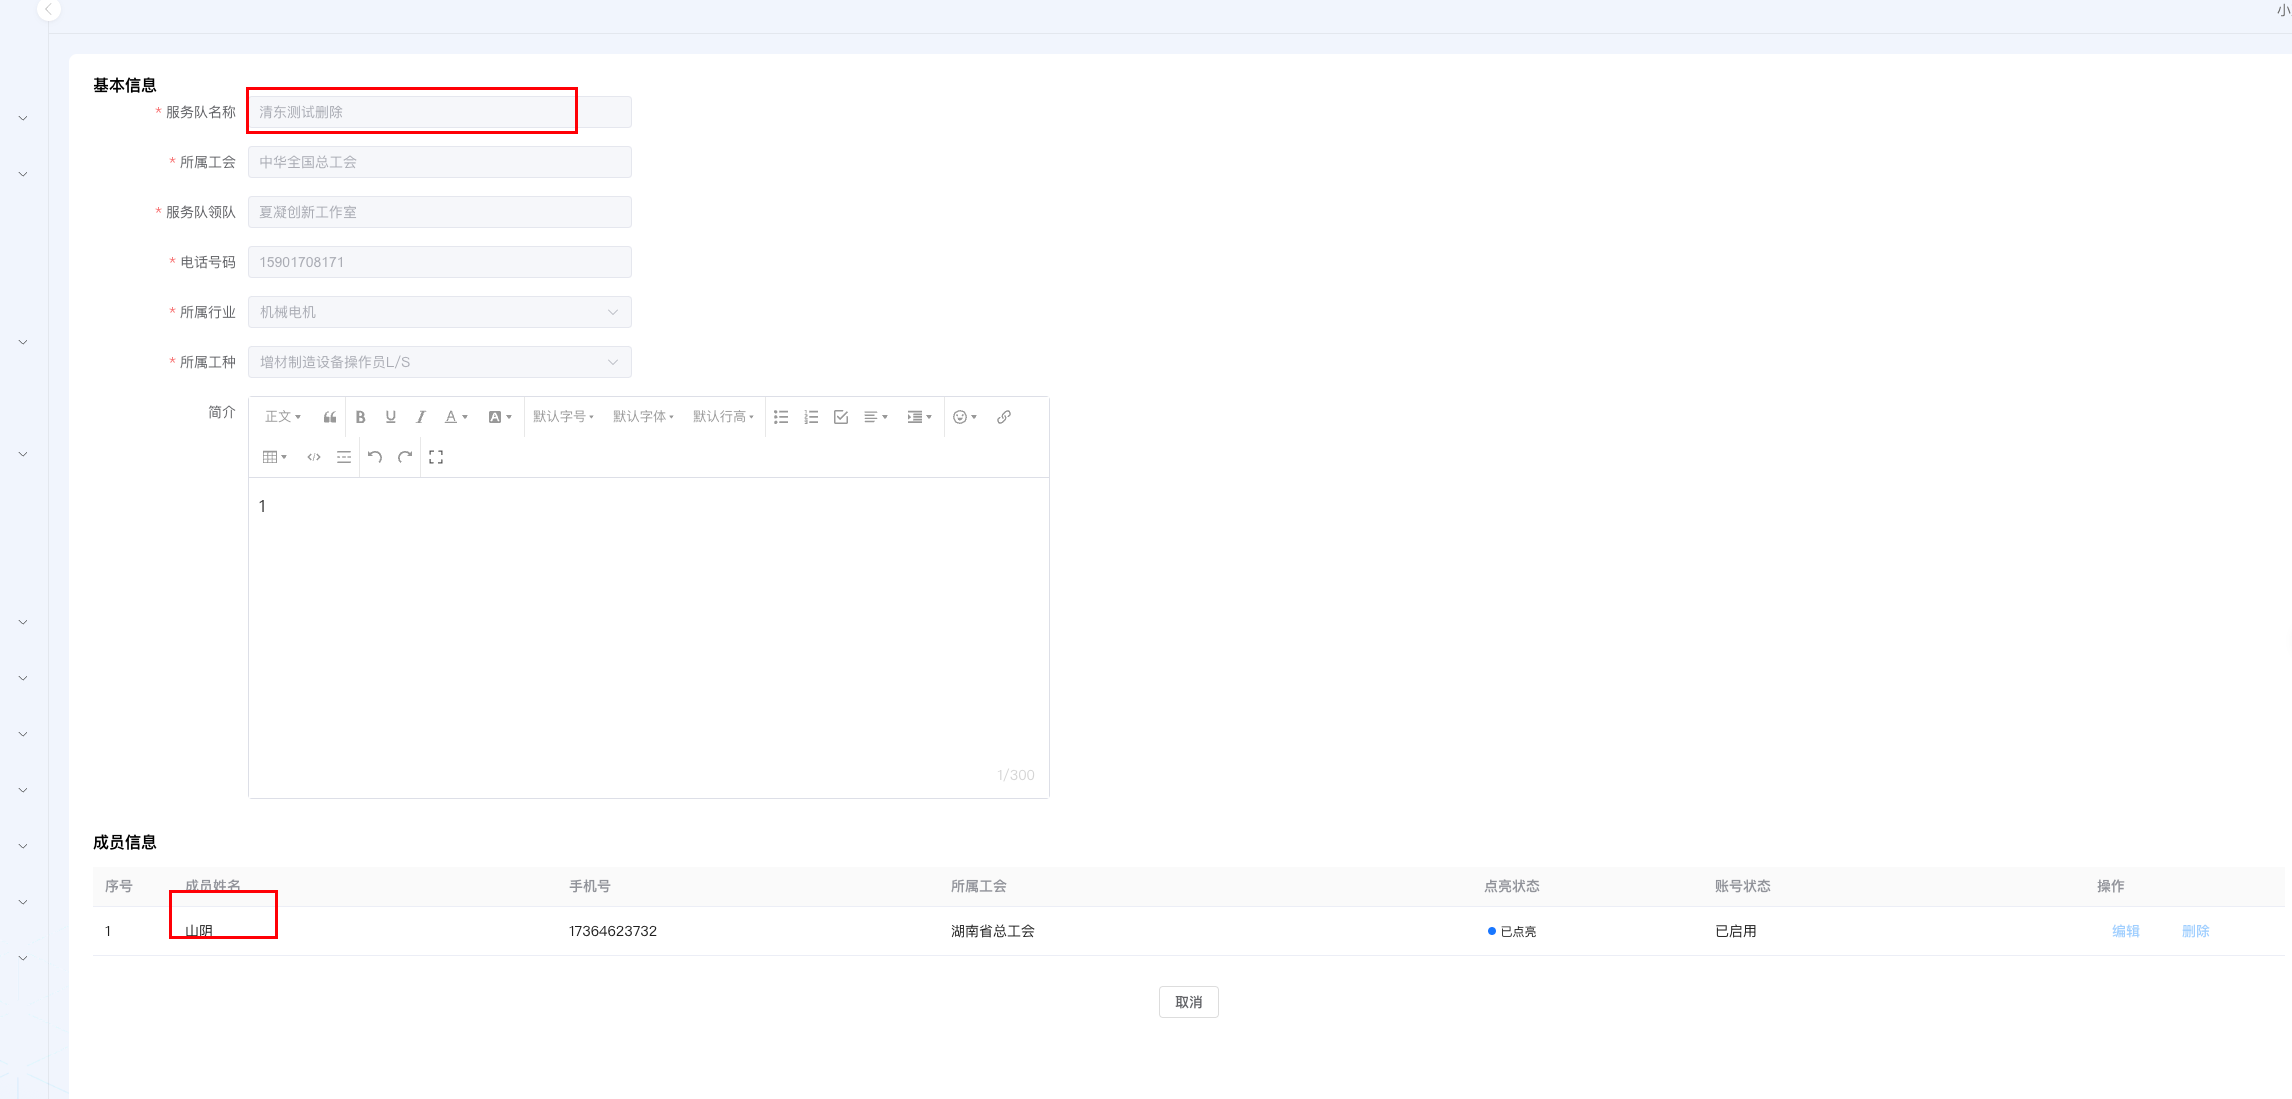 小
基本信息
* 服务队名称 清东测试删除
* 所属工会 中华全国总工会
* 服务队领队 夏凝创新工作室
* 电话号码 15901708171
* 所属行业 机械电机
* 所属工种 增材制造设备操作员L/S
简介 正文 B U I A A 默认字号 默认字体 默认行高
1
1/300
成员信息
序号 成员姓名 手机号 所属工会 点亮状态 账号状态 操作
1 山阴 17364623732 湖南省总工会 已点亮 已启用 编辑 删除
取消